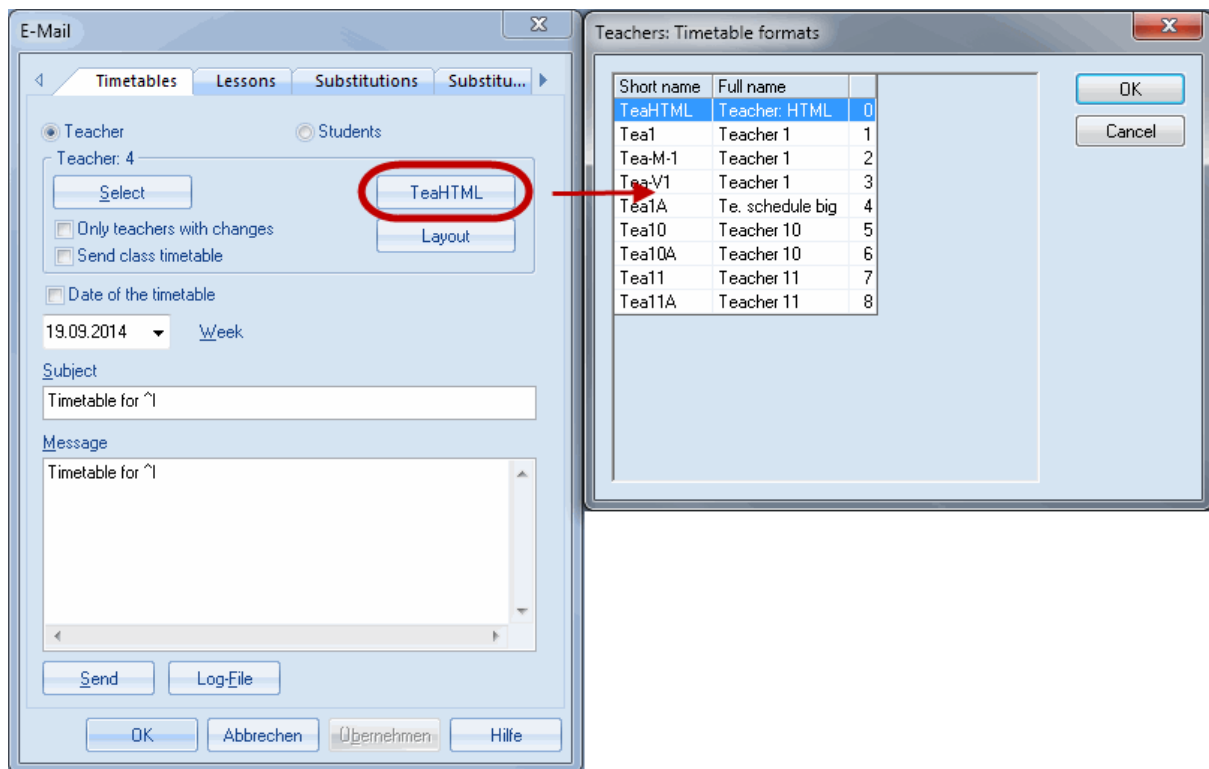 E-Mail
Timetables Lessons Substitutions Substitu...
Teacher Students
Teacher: 4
Select TeaHTML
Only teachers with changes
Layout
Send class timetable
Date of the timetable
19.09.2014 Week
Subject
Timetable for ^l
Message
Timetable for ^l
Send Log-File
OK Abbrechen Übernehmen Hilfe
Teachers: Timetable formats
Short name Full name
TeaHTML Teacher: HTML 0
Tea1 Teacher 1 1
Tea-M-1 Teacher 1 2
Tea-V1 Teacher 1 3
Tea1A Te. schedule big 4
Tea10 Teacher 10 5
Tea10A Teacher 10 6
Tea11 Teacher 11 7
Tea11A Teacher 11 8
OK
Cancel